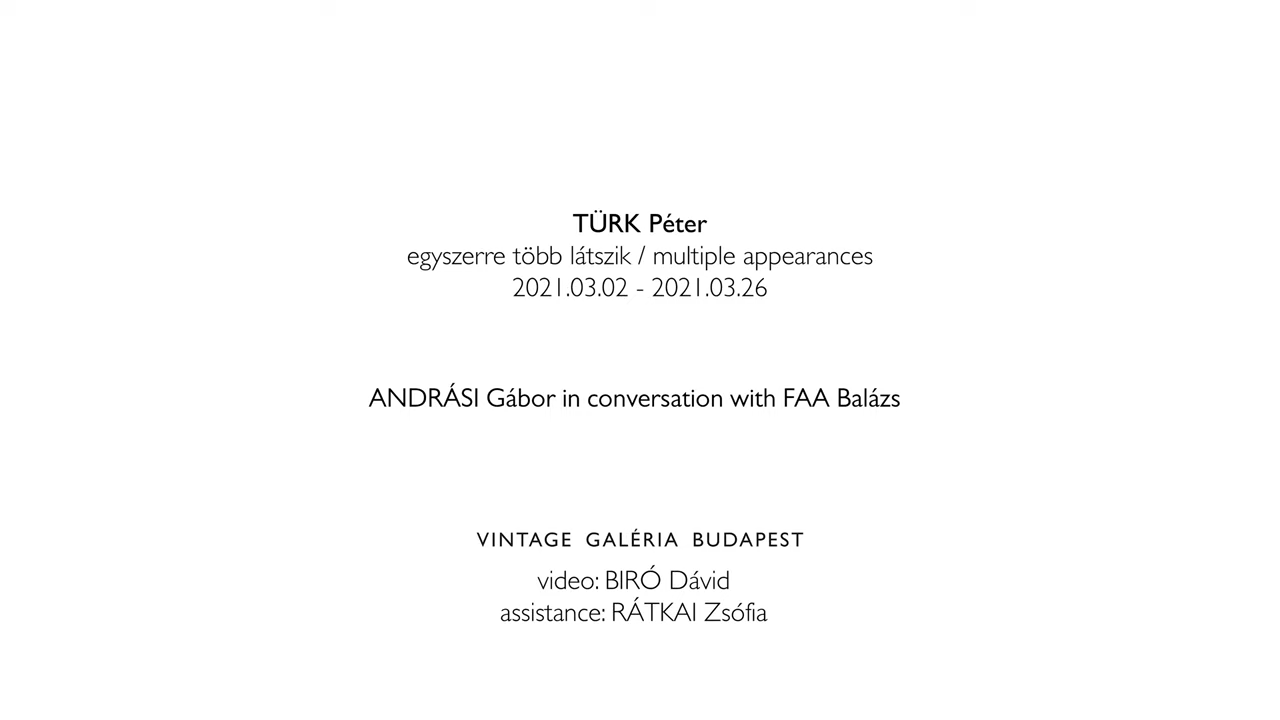 TÜRK Péter
egyszerre több látszik / multiple appearances
2021.03.02 - 2021.03.26
ANDRÁSI Gábor in conversation with FAA Balázs
VINTAGE GALÉRIA BUDAPEST
video: BIRÓ Dávid
assistance: RÁTKAI Zsófia